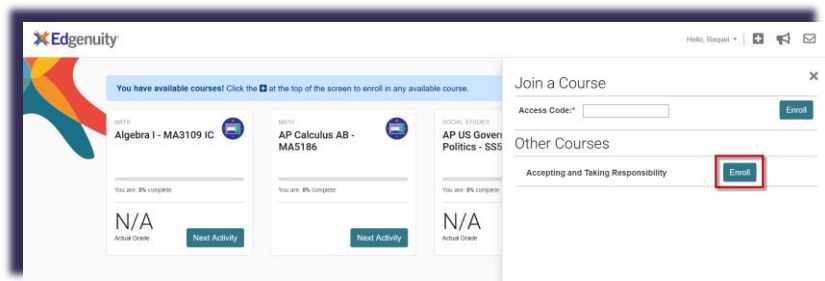 Edgenuity
Hello, Raquel
You have available courses! Click the + at the top of the screen to enroll in any available course.
MATH
Algebra I - MA3109 IC
You are: 0% complete
N/A
Actual Grade
Next Activity
MATH
AP Calculus AB -
MA5186
You are: 0% complete
Next Activity
SOCIAL STUDIES
AP US Govern
Politics - SS5
You are: 0% complete
N/A
Actual Grade
Join a Course
Access Code:*
Enroll
Other Courses
Accepting and Taking Responsibility
Enroll